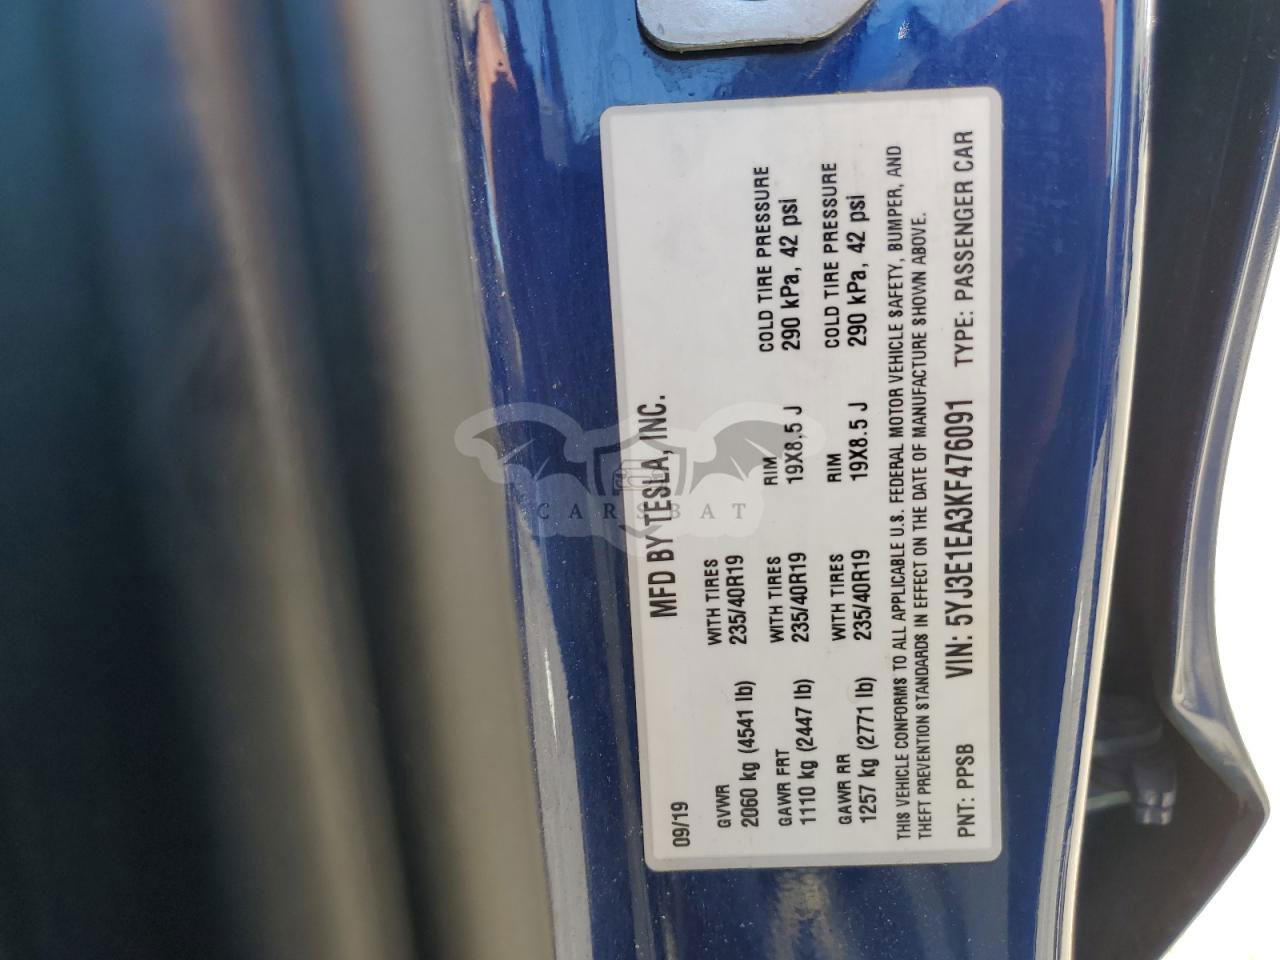 MFD BY TESLA, INC.
09/19
GVWR
2060 kg (4541 lb)
WITH TIRES
235/40R19
GAWR FRT
1110 kg (2447 lb)
WITH TIRES
235/40R19
RIM
19X8.5 J
COLD TIRE PRESSURE
290 kPa, 42 psi
GAWR RR
1257 kg (2771 lb)
WITH TIRES
235/40R19
RIM
19X8.5 J
COLD TIRE PRESSURE
290 kPa, 42 psi
THIS VEHICLE CONFORMS TO ALL APPLICABLE U.S. FEDERAL MOTOR VEHICLE SAFETY, BUMPER, AND
THEFT PREVENTION STANDARDS IN EFFECT ON THE DATE OF MANUFACTURE SHOWN ABOVE.
PNT: PPSB VIN: 5YJ3E1EA3KF476091 TYPE: PASSENGER CAR
CARSBAT